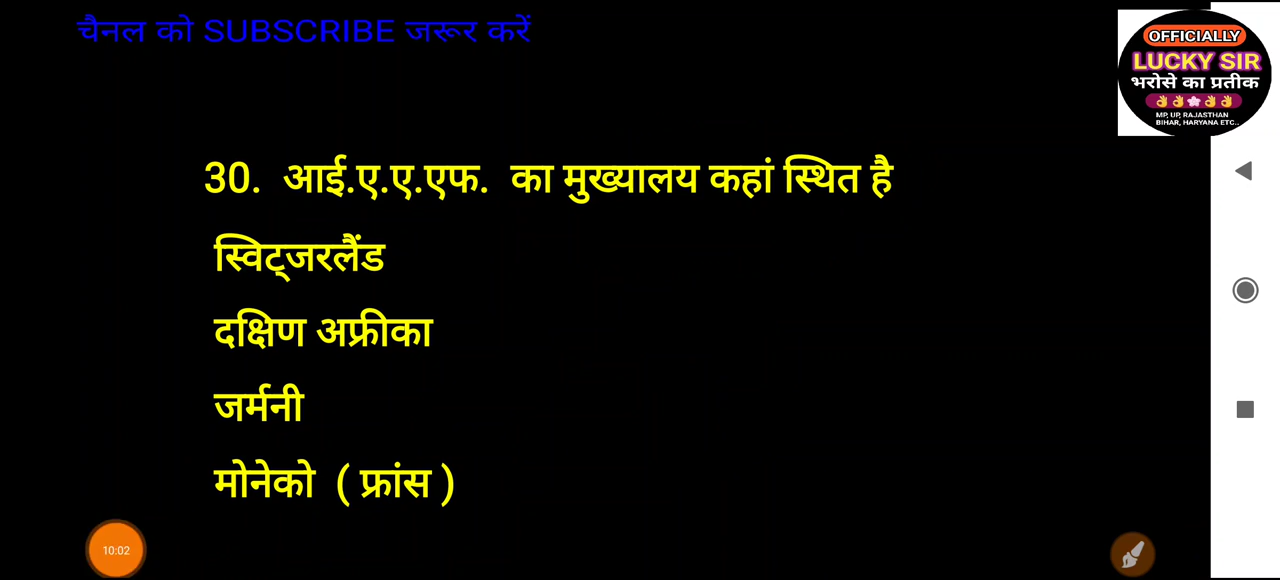 चैनल को SUBSCRIBE जरूर करें
OFFICIALLY
LUCKY SIR
भरोसे का प्रतीक
MP, UP, RAJASTHAN
BIHAR, HARYANA ETC..
30. आई.ए.ए.एफ. का मुख्यालय कहां स्थित है
स्विट्जरलैंड
दक्षिण अफ्रीका
जर्मनी
मोनेको ( फ्रांस )
10:02